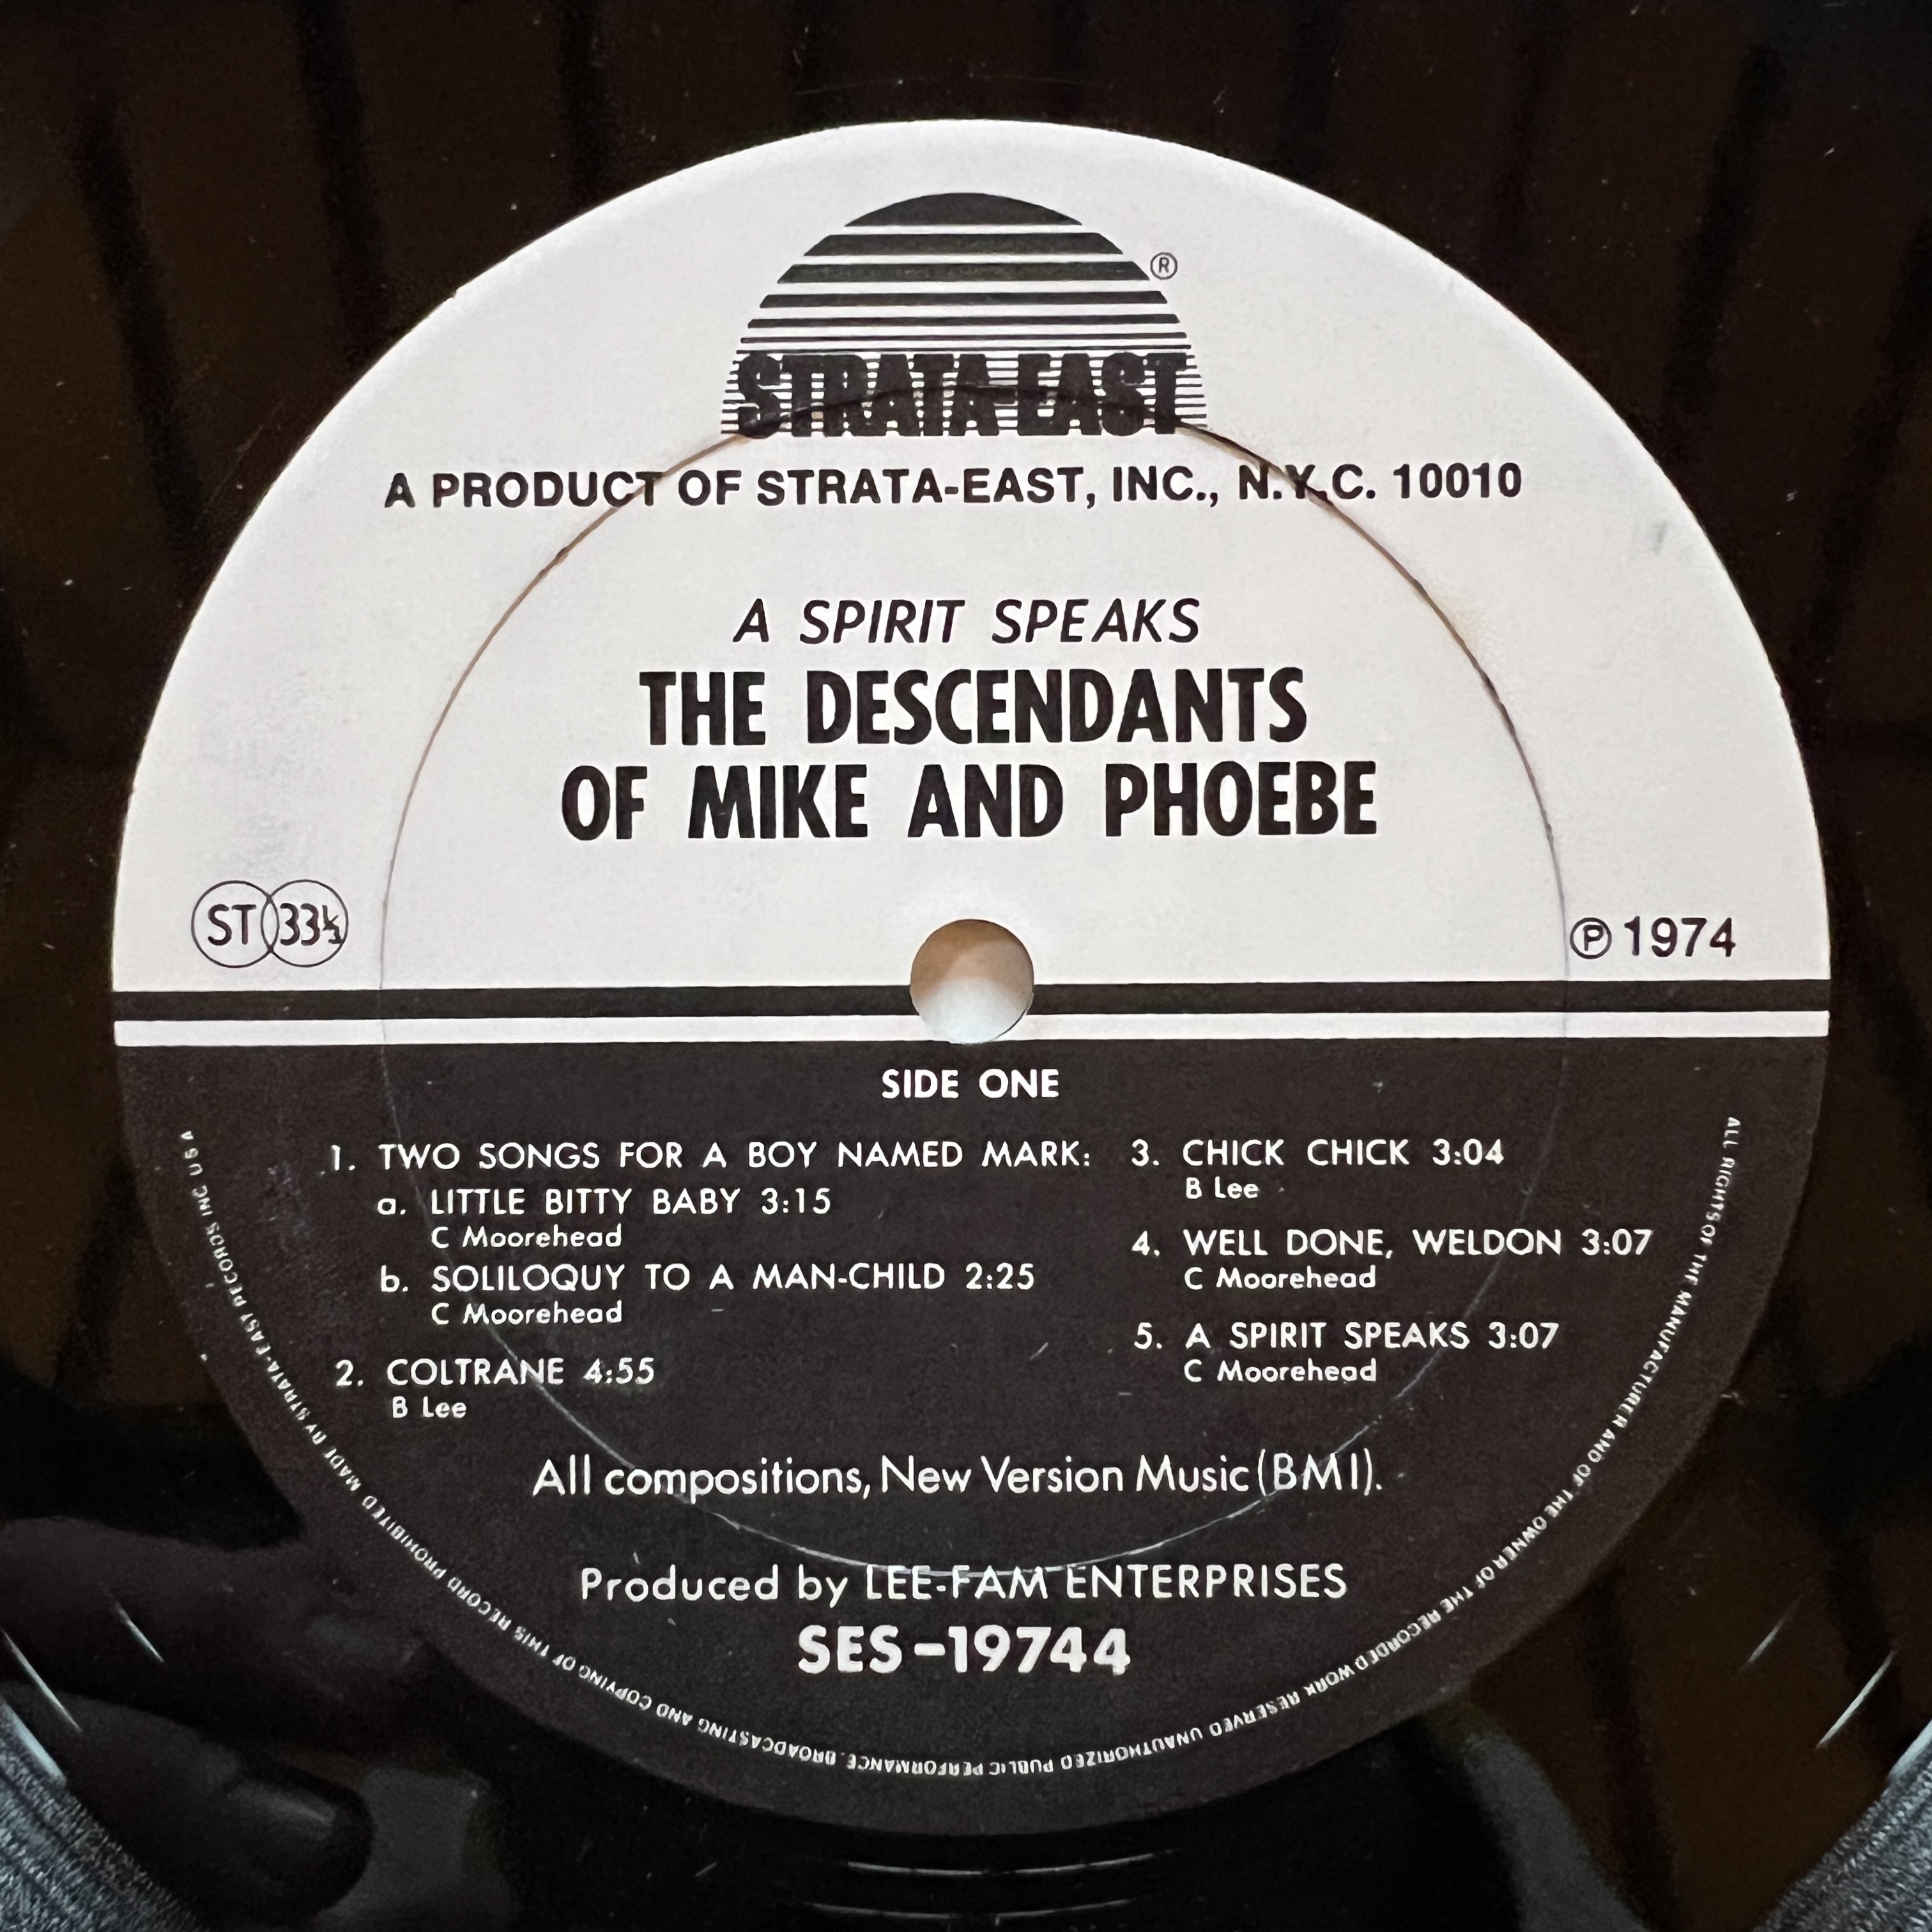 ®
STRATA-EAST
A PRODUCT OF STRATA-EAST, INC., N.Y.C. 10010
A SPIRIT SPEAKS
THE DESCENDANTS
OF MIKE AND PHOEBE
ST 33⅓
℗ 1974
SIDE ONE
1. TWO SONGS FOR A BOY NAMED MARK:
a. LITTLE BITTY BABY 3:15
C Moorehead
b. SOLILOQUY TO A MAN-CHILD 2:25
C Moorehead
2. COLTRANE 4:55
B Lee
3. CHICK CHICK 3:04
B Lee
4. WELL DONE, WELDON 3:07
C Moorehead
5. A SPIRIT SPEAKS 3:07
C Moorehead
All compositions, New Version Music (BMI).
Produced by LEE-FAM ENTERPRISES
SES-19744
ALL RIGHTS OF THE MANUFACTURER AND OF THE OWNER OF THE RECORDED WORK RESERVED UNAUTHORIZED PUBLIC PERFORMANCE. BROADCASTING AND COPYING OF THIS RECORD PROHIBITED MADE BY STRATA-EAST RECORDS INC USA